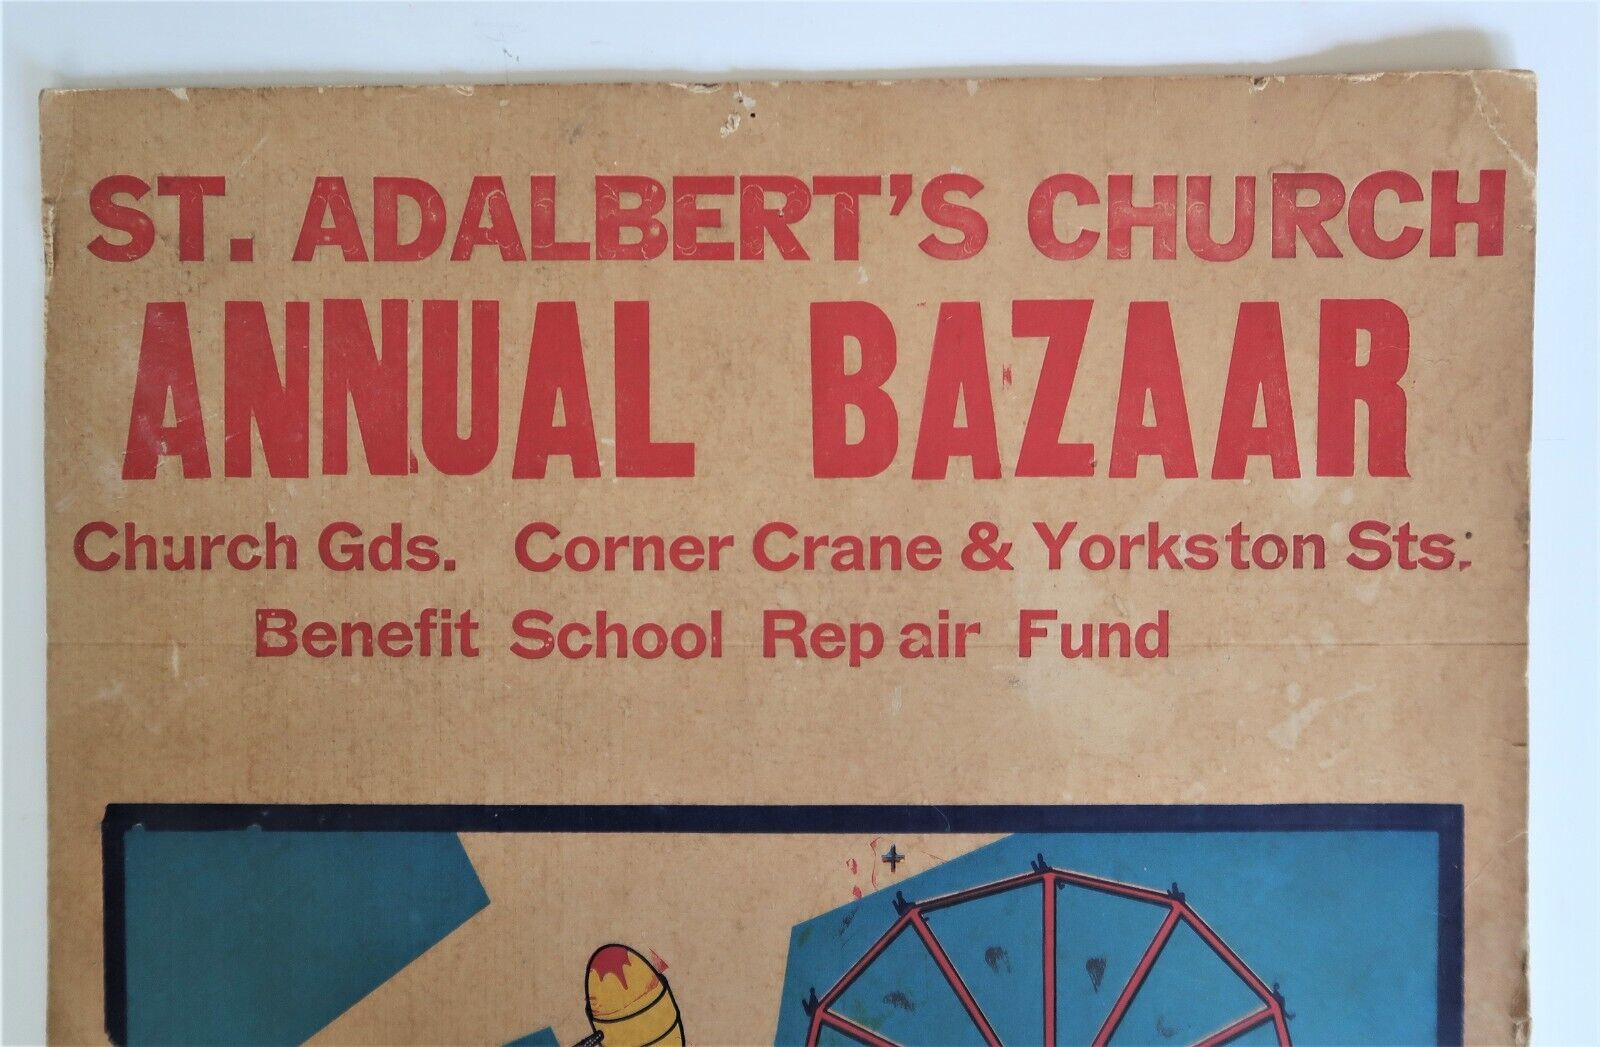 ST. ADALBERT'S CHURCH
ANNUAL BAZAAR
Church Gds. Corner Crane & Yorkston Sts.
Benefit School Repair Fund